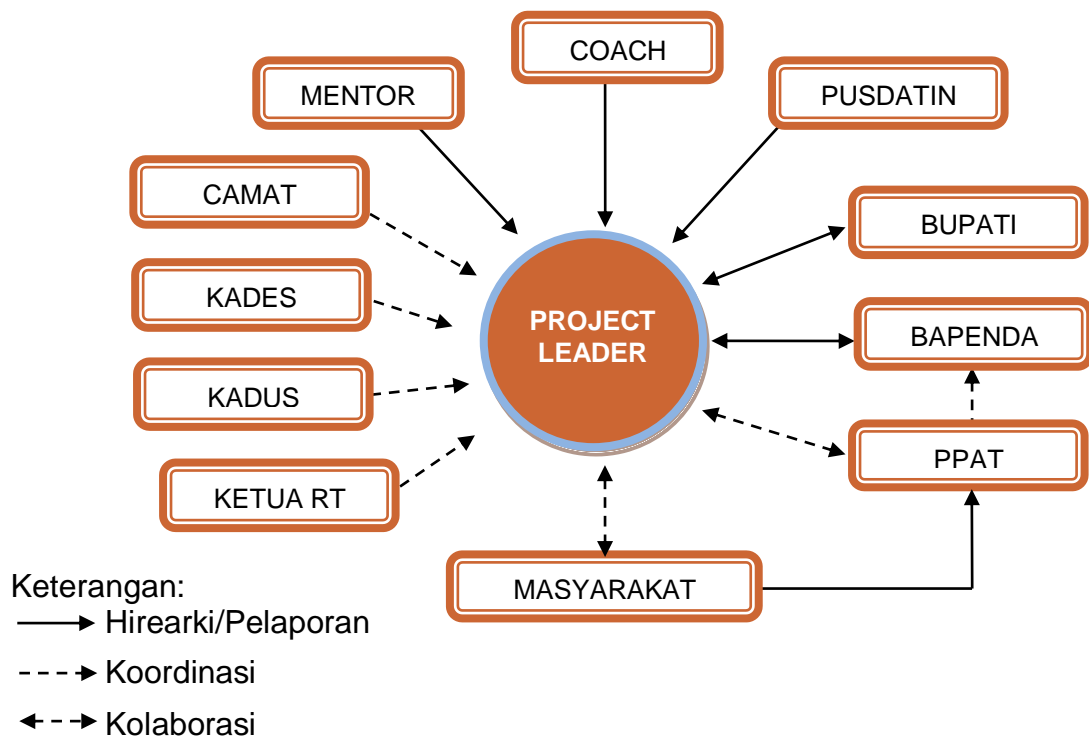 COACH
MENTOR
PUSDATIN
CAMAT
BUPATI
KADES
PROJECT
LEADER
BAPENDA
KADUS
PPAT
KETUA RT
MASYARAKAT
Keterangan:
Hirearki/Pelaporan
Koordinasi
Kolaborasi